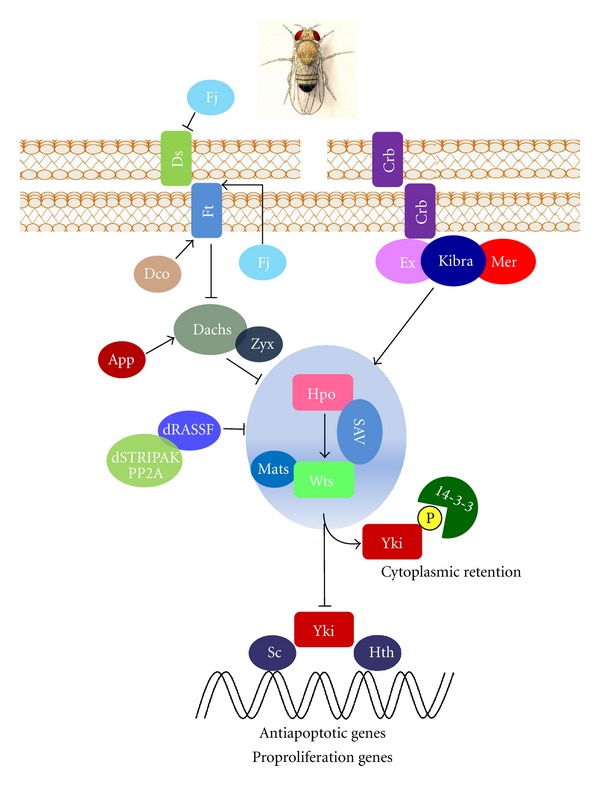 Fj
Ds
Crb
Ft
Crb
Dco
Fj
Ex
Kibra
Mer
Dachs
Zyx
App
Hpo
SAV
dRASSF
dSTRIPAK
PP2A
Mats
Wts
14-3-3
P
Yki
Cytoplasmic retention
Yki
Sc
Hth
Antiapoptotic genes
Proproliferation genes